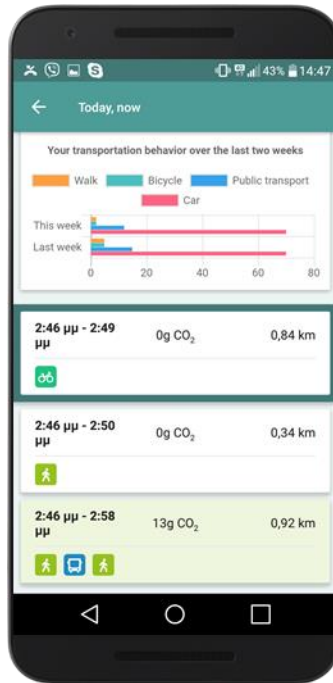 43% 14:47
Today, now
Your transportation behavior over the last two weeks
Walk Bicycle Public transport
Car
This week
Last week
0 20 40 60 80
2:46 μμ - 2:49 μμ 0g CO₂ 0,84 km
2:46 μμ - 2:50 μμ 0g CO₂ 0,34 km
2:46 μμ - 2:58 μμ 13g CO₂ 0,92 km